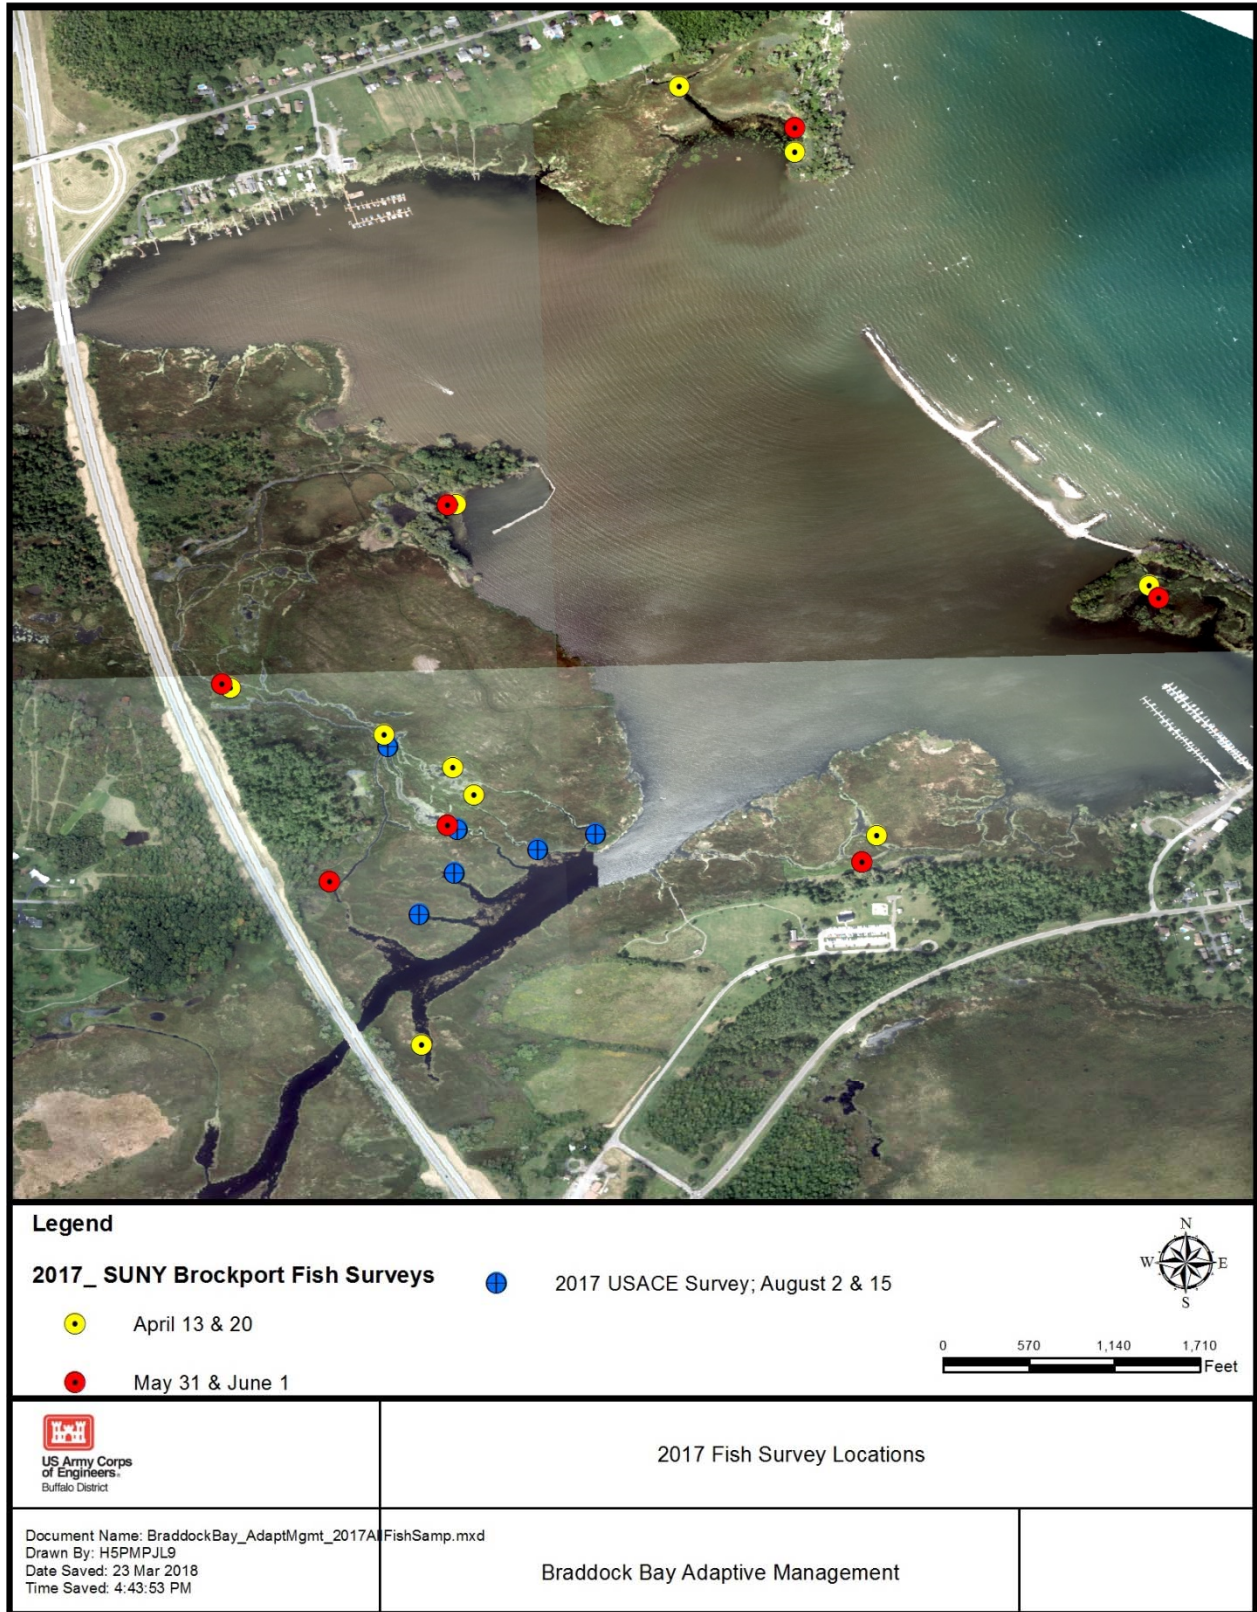 Legend
2017_ SUNY Brockport Fish Surveys
April 13 & 20
May 31 & June 1
2017 USACE Survey; August 2 & 15
N
W E
S
0 570 1,140 1,710
Feet
US Army Corps
of Engineers®
Buffalo District
2017 Fish Survey Locations
Document Name: BraddockBay_AdaptMgmt_2017AllFishSamp.mxd
Drawn By: H5PMPJL9
Date Saved: 23 Mar 2018
Time Saved: 4:43:53 PM
Braddock Bay Adaptive Management